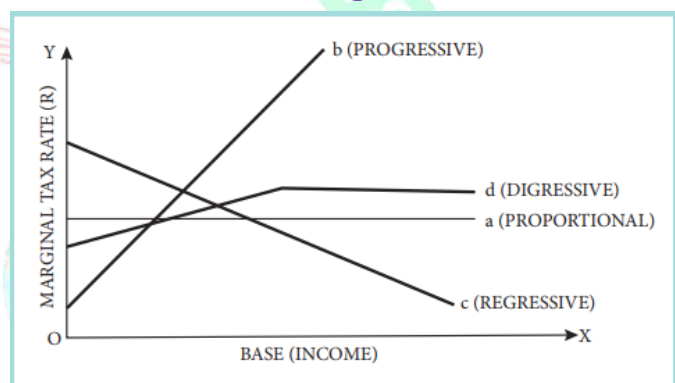 Y
b (PROGRESSIVE)
MARGINAL TAX RATE (R)
d (DIGRESSIVE)
a (PROPORTIONAL)
c (REGRESSIVE)
O
X
BASE (INCOME)